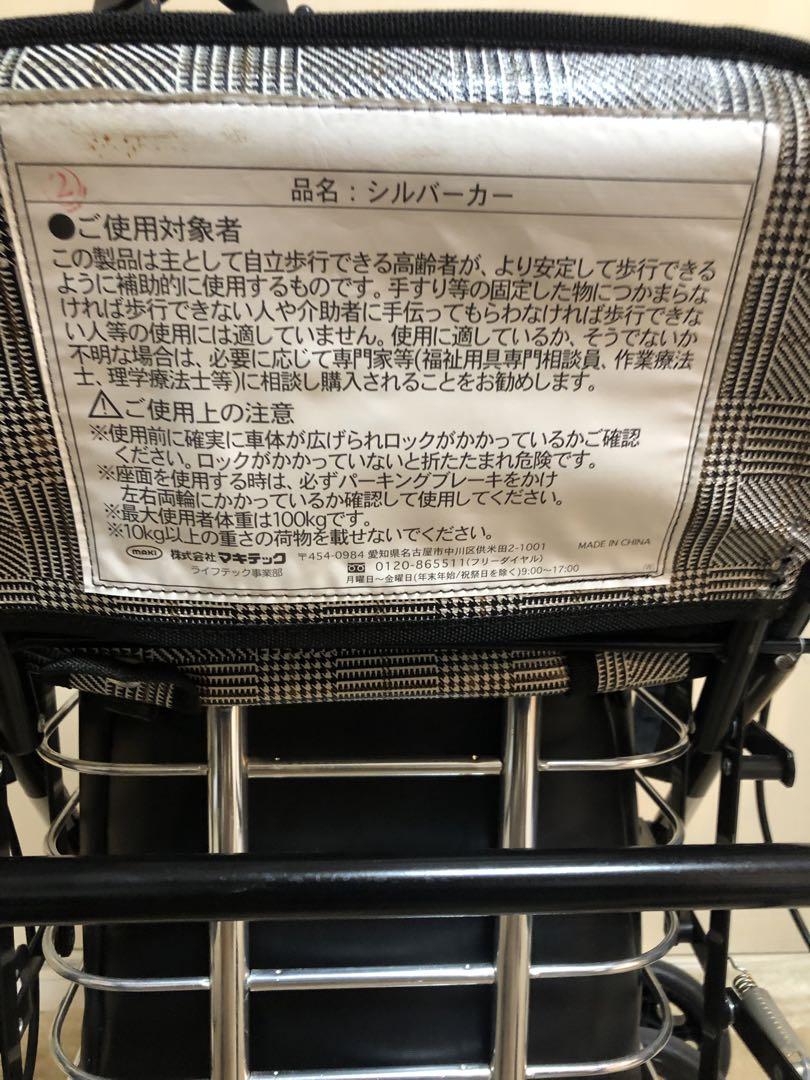 2
品名：シルバーカー
●ご使用対象者
この製品は主として自立歩行できる高齢者が、より安定して歩行できる
ように補助的に使用するものです。手すり等の固定した物につかまらな
ければ歩行できない人や介助者に手伝ってもらわなければ歩行できな
い人等の使用には適していません。使用に適しているか、そうでないか
不明な場合は、必要に応じて専門家等(福祉用具専門相談員、作業療法
士、理学療法士等)に相談し購入されることをお勧めします。
⚠ご使用上の注意
※使用前に確実に車体が広げられロックがかかっているかご確認
ください。ロックがかかっていないと折たたまれ危険です。
※座面を使用する時は、必ずパーキングブレーキをかけ
左右両輪にかかっているか確認して使用してください。
※最大使用者体重は100kgです。
※10kg以上の重さの荷物を載せないでください。
MAKI 株式会社マキテック 〒454-0984 愛知県名古屋市中川区供米田2-1001 MADE IN CHINA
ライフテック事業部 0120-865511(フリーダイヤル)
月曜日〜金曜日(年末年始/祝祭日を除く)9:00〜17:00